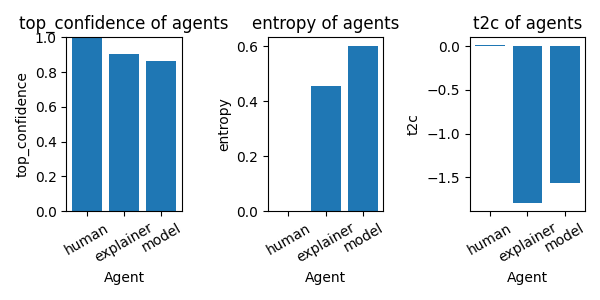 top_confidence of agents
top_confidence
1.0
0.8
0.6
0.4
0.2
0.0
human
explainer
model
Agent
entropy of agents
entropy
0.6
0.4
0.2
0.0
human
explainer
model
Agent
t2c of agents
t2c
0.0
−0.5
−1.0
−1.5
human
explainer
model
Agent